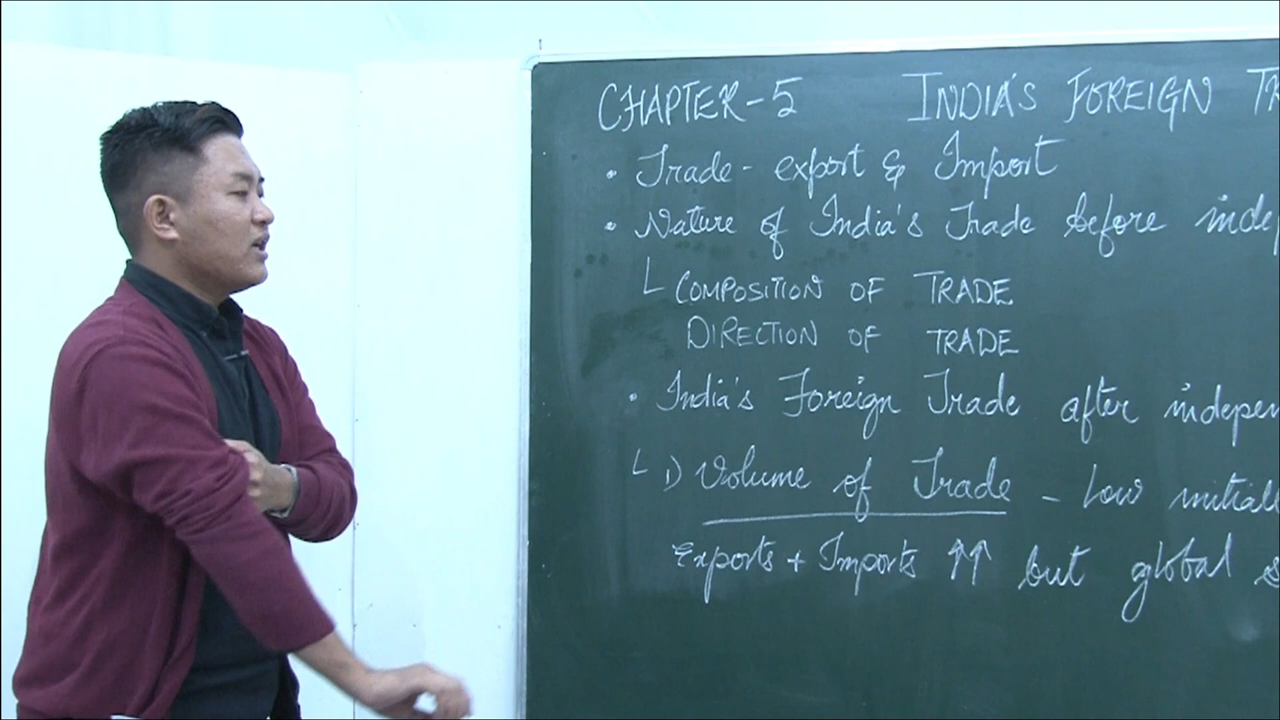 CHAPTER-5 INDIA'S FOREIGN
• Trade - export & Import
• Nature of India's Trade before
└ COMPOSITION OF TRADE
DIRECTION OF TRADE
• India's Foreign Trade after
└ 1) Volume of Trade - Low
Exports + Imports ↑↑ but global